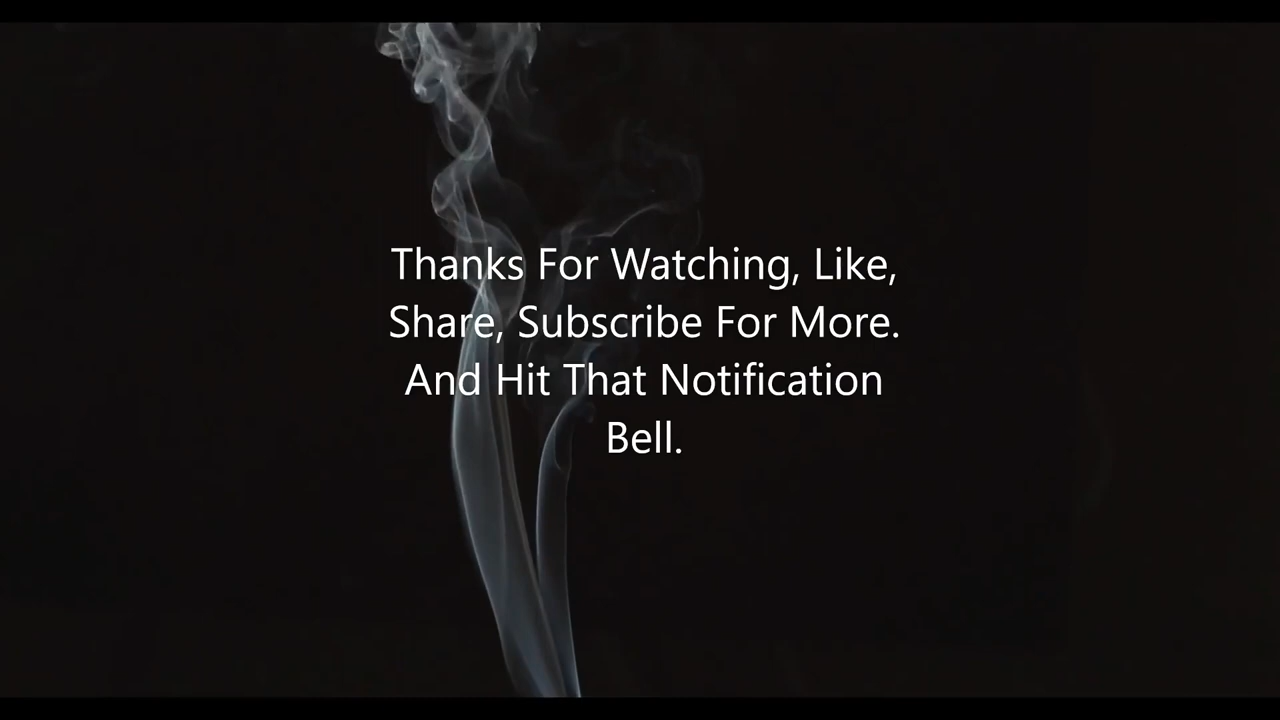 Thanks For Watching, Like,
Share, Subscribe For More.
And Hit That Notification
Bell.